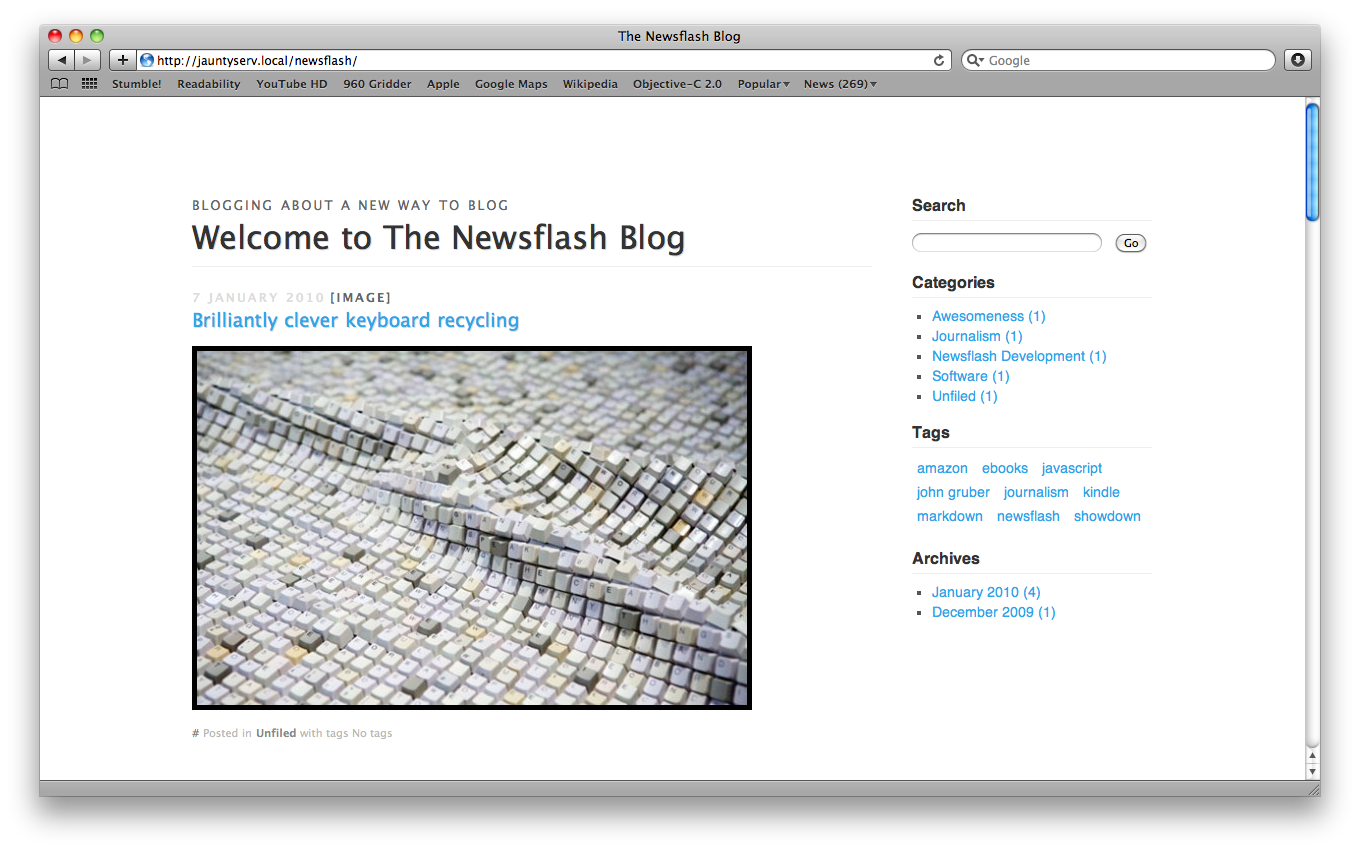 The Newsflash Blog
http://jauntyserv.local/newsflash/
Google
Stumble! Readability YouTube HD 960 Gridder Apple Google Maps Wikipedia Objective-C 2.0 Popular News (269)
BLOGGING ABOUT A NEW WAY TO BLOG
Welcome to The Newsflash Blog
7 JANUARY 2010 [IMAGE]
Brilliantly clever keyboard recycling
THE CREAT
MANY THINGS
# Posted in Unfiled with tags No tags
Search
Go
Categories
Awesomeness (1)
Journalism (1)
Newsflash Development (1)
Software (1)
Unfiled (1)
Tags
amazon ebooks javascript
john gruber journalism kindle
markdown newsflash showdown
Archives
January 2010 (4)
December 2009 (1)